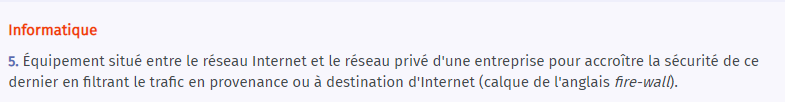 Informatique
5. Équipement situé entre le réseau Internet et le réseau privé d'une entreprise pour accroître la sécurité de ce
dernier en filtrant le trafic en provenance ou à destination d'Internet (calque de l'anglais fire-wall).